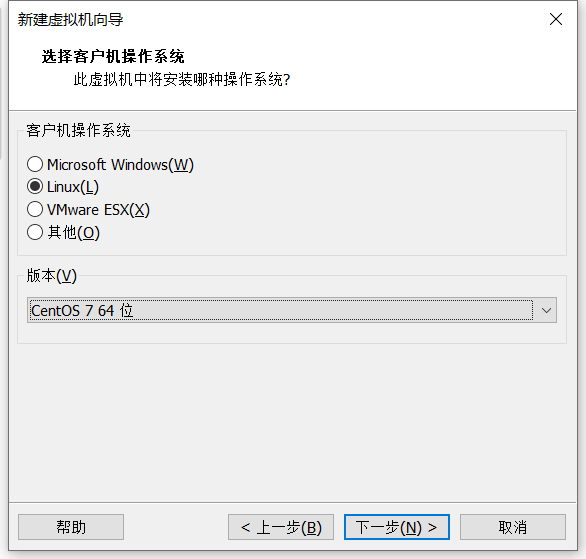 新建虚拟机向导
选择客户机操作系统
此虚拟机中将安装哪种操作系统?
客户机操作系统
Microsoft Windows(W)
Linux(L)
VMware ESX(X)
其他(O)
版本(V)
CentOS 7 64 位
帮助
< 上一步(B)
下一步(N) >
取消